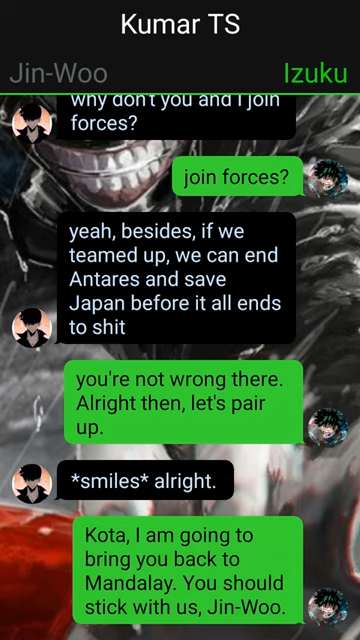 Kumar TS
Jin-Woo
Izuku
why don't you and I join
forces?
join forces?
yeah, besides, if we
teamed up, we can end
Antares and save
Japan before it all ends
to shit
you're not wrong there.
Alright then, let's pair
up.
*smiles* alright.
Kota, I am going to
bring you back to
Mandalay. You should
stick with us, Jin-Woo.